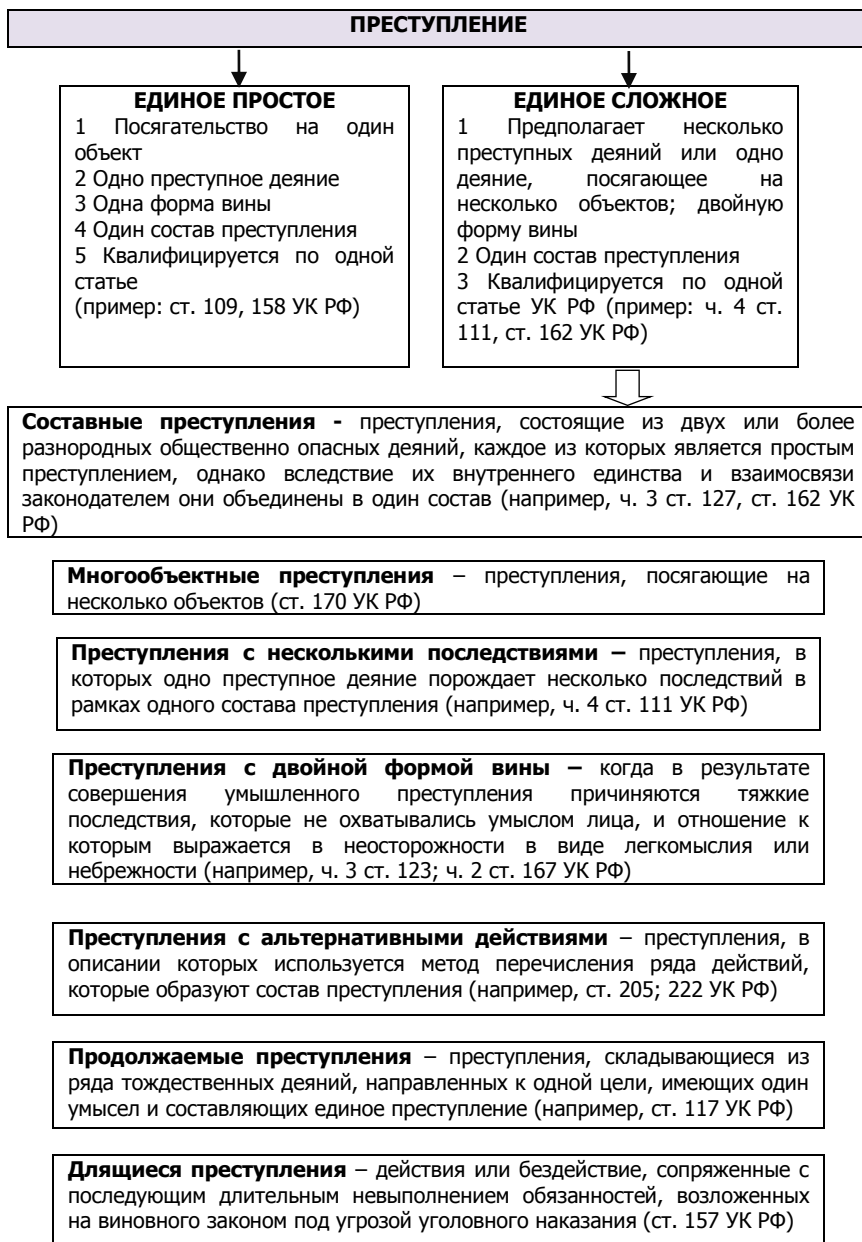 ПРЕСТУПЛЕНИЕ
ЕДИНОЕ ПРОСТОЕ
1 Посягательство на один
объект
2 Одно преступное деяние
3 Одна форма вины
4 Один состав преступления
5 Квалифицируется по одной
статье
(пример: ст. 109, 158 УК РФ)
ЕДИНОЕ СЛОЖНОЕ
1 Предполагает несколько
преступных деяний или одно
деяние, посягающее на
несколько объектов; двойную
форму вины
2 Один состав преступления
3 Квалифицируется по одной
статье УК РФ (пример: ч. 4 ст.
111, ст. 162 УК РФ)
Составные преступления - преступления, состоящие из двух или более
разнородных общественно опасных деяний, каждое из которых является простым
преступлением, однако вследствие их внутреннего единства и взаимосвязи
законодателем они объединены в один состав (например, ч. 3 ст. 127, ст. 162 УК
РФ)
Многообъектные преступления – преступления, посягающие на
несколько объектов (ст. 170 УК РФ)
Преступления с несколькими последствиями – преступления, в
которых одно преступное деяние порождает несколько последствий в
рамках одного состава преступления (например, ч. 4 ст. 111 УК РФ)
Преступления с двойной формой вины – когда в результате
совершения умышленного преступления причиняются тяжкие
последствия, которые не охватывались умыслом лица, и отношение к
которым выражается в неосторожности в виде легкомыслия или
небрежности (например, ч. 3 ст. 123; ч. 2 ст. 167 УК РФ)
Преступления с альтернативными действиями – преступления, в
описании которых используется метод перечисления ряда действий,
которые образуют состав преступления (например, ст. 205; 222 УК РФ)
Продолжаемые преступления – преступления, складывающиеся из
ряда тождественных деяний, направленных к одной цели, имеющих один
умысел и составляющих единое преступление (например, ст. 117 УК РФ)
Длящиеся преступления – действия или бездействие, сопряженные с
последующим длительным невыполнением обязанностей, возложенных
на виновного законом под угрозой уголовного наказания (ст. 157 УК РФ)